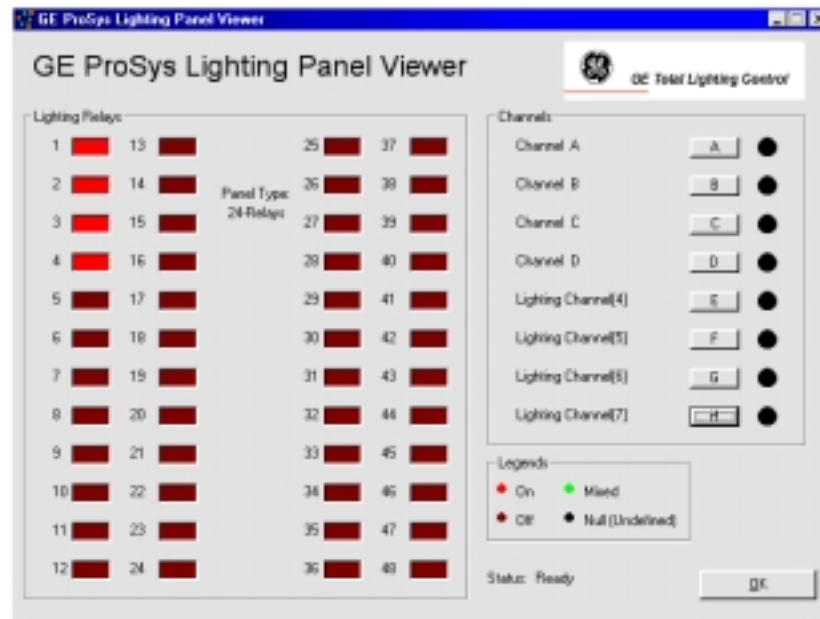 GE ProSys Lighting Panel Viewer
GE ProSys Lighting Panel Viewer
GE Total Lighting Control
Lighting Relays
1 13 25 37
2 14 26 38
3 15 27 39
4 16 28 40
5 17 29 41
6 18 30 42
7 19 31 43
8 20 32 44
9 21 33 45
10 22 34 46
11 23 35 47
12 24 36 48
Panel Type:
24-Relays
Channels
Channel A A
Channel B B
Channel C C
Channel D D
Lighting Channel(4) E
Lighting Channel(5) F
Lighting Channel(6) G
Lighting Channel(7) H
Legends
On Mixed
Off Null (Undefined)
Status: Ready
OK